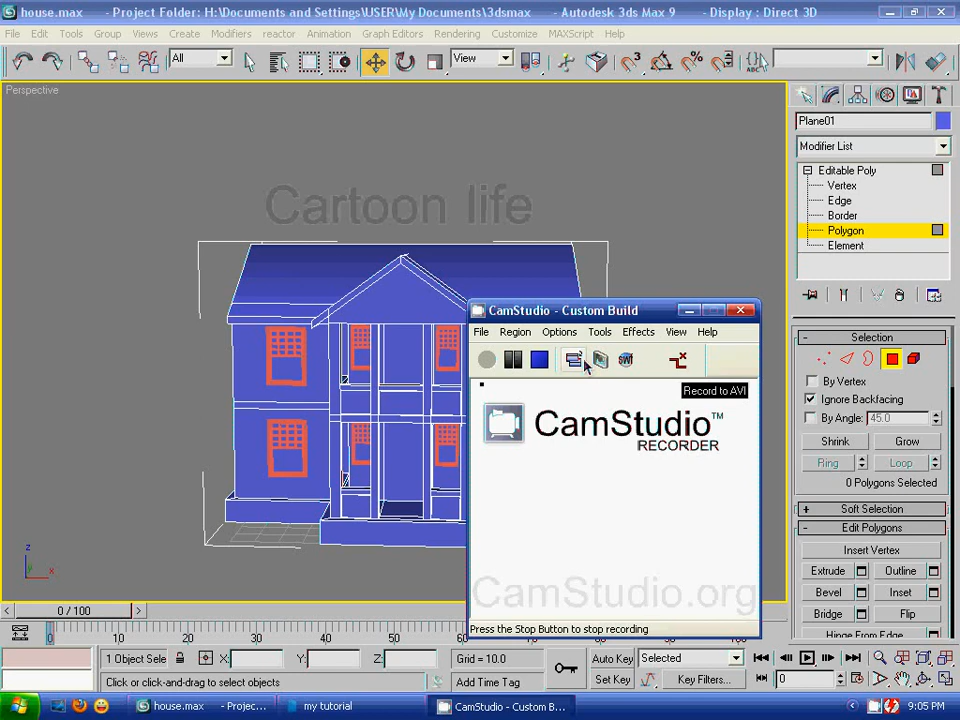 house.max - Project Folder: H:\Documents and Settings\USER\My Documents\3dsmax - Autodesk 3ds Max 9 - Display : Direct 3D
File Edit Tools Group Views Create Modifiers reactor Animation Graph Editors Rendering Customize MAXScript Help
All
View
Perspective
Cartoon life
Plane01
Modifier List
Editable Poly
Vertex
Edge
Border
Polygon
Element
Selection
By Vertex
Ignore Backfacing
By Angle: 45.0
Shrink Grow
Ring Loop
0 Polygons Selected
Soft Selection
Edit Polygons
Insert Vertex
Extrude Outline
Bevel Inset
Bridge Flip
Hinge From Edge
CamStudio - Custom Build
File Region Options Tools Effects View Help
SWF
Record to AVI
CamStudio™
RECORDER
CamStudio.org
Press the Stop Button to stop recording
z
y
x
0 / 100
0 10 20 30 40 50 60
1 Object Sele X: Y: Z: Grid = 10.0
Auto Key Selected
Click or click-and-drag to select objects
Add Time Tag
Set Key Key Filters... 0
house.max - Projec... my tutorial CamStudio - Custom B... 9:05 PM